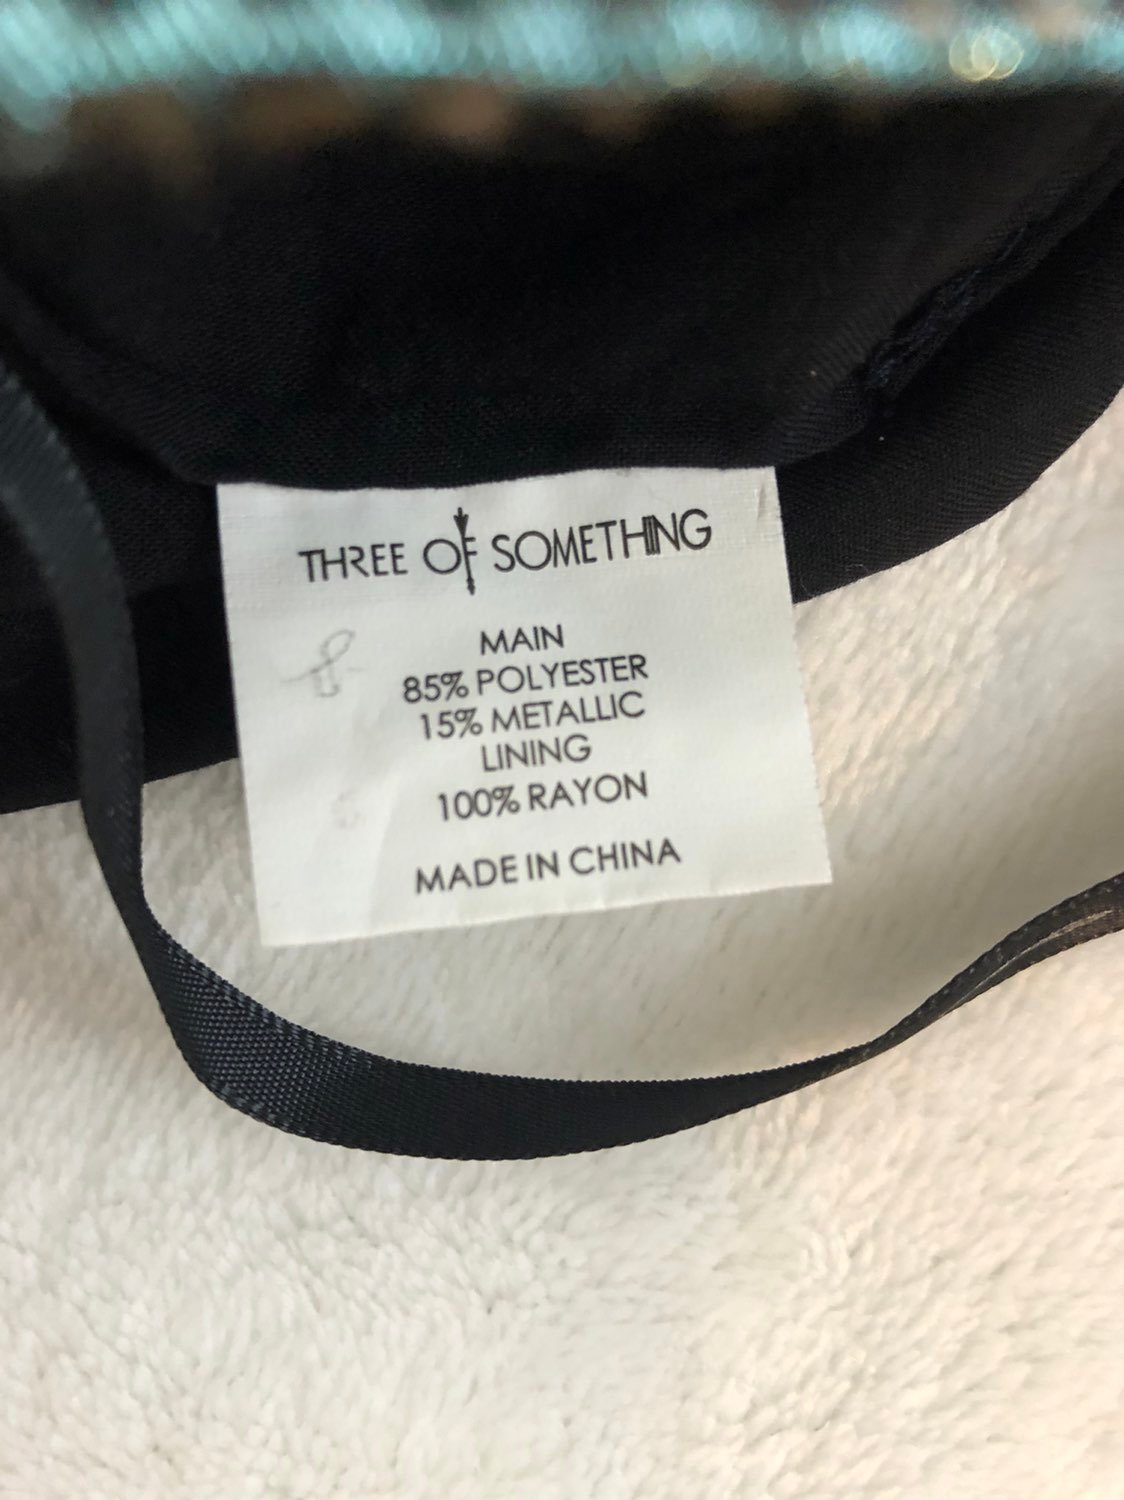 THREE OF SOMETHING
MAIN
85% POLYESTER
15% METALLIC
LINING
100% RAYON
MADE IN CHINA